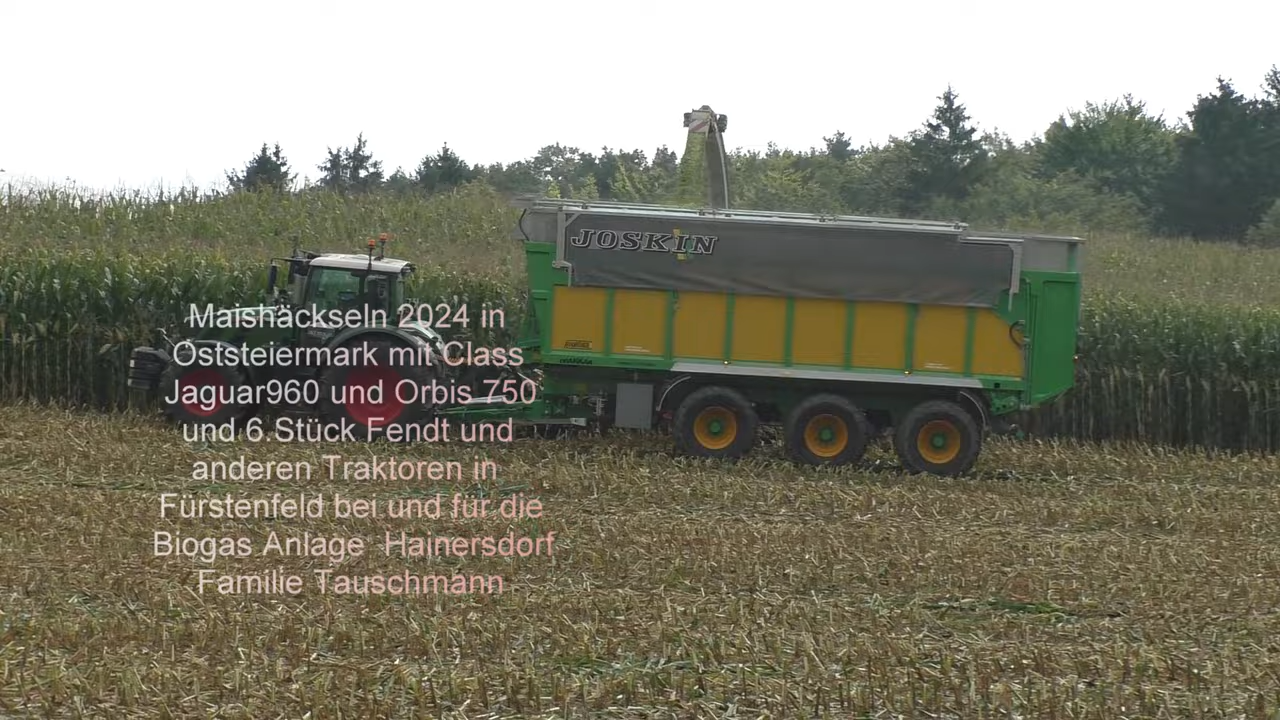 JOSKIN
Maishäckseln 2024 in
Oststeiermark mit Class
Jaguar960 und Orbis 750
und 6.Stück Fendt und
anderen Traktoren in
Fürstenfeld bei und für die
Biogas Anlage  Hainersdorf
Familie Tauschmann